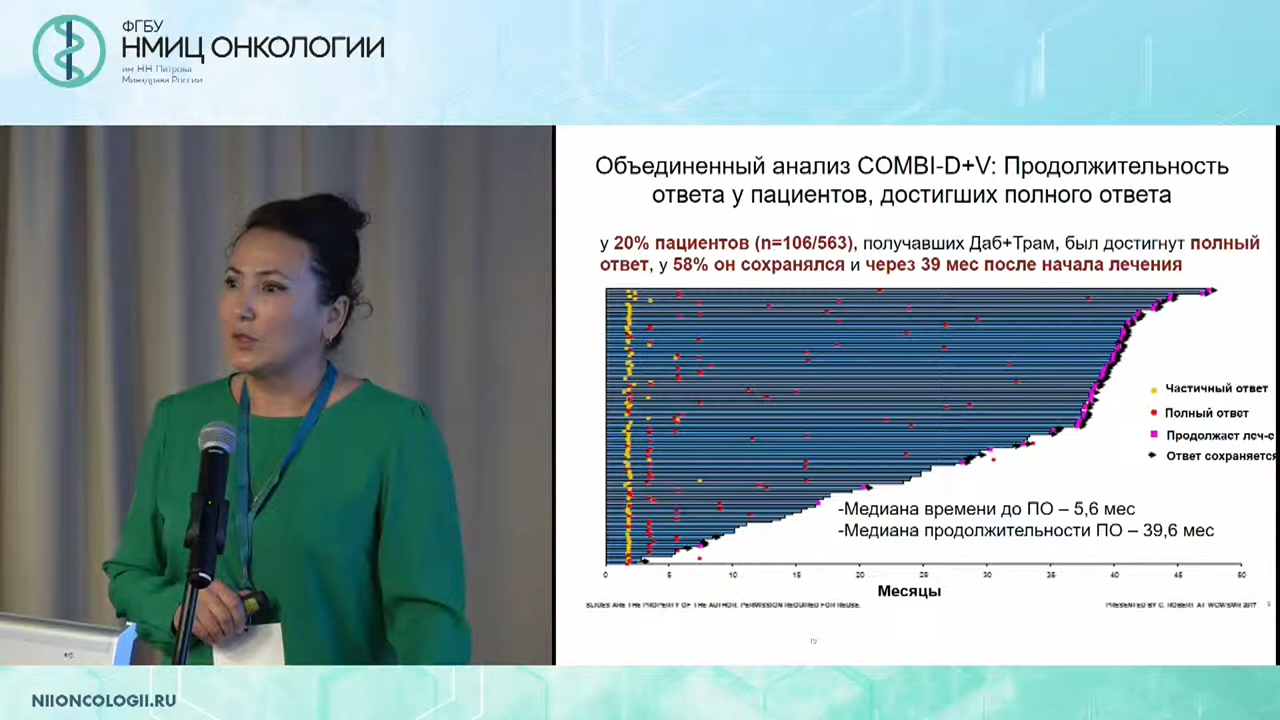 ФГБУ
НМИЦ ОНКОЛОГИИ
им. Н.Н. Петрова
Минздрава России
Объединенный анализ COMBI-D+V: Продолжительность
ответа у пациентов, достигших полного ответа
у 20% пациентов (n=106/563), получавших Даб+Трам, был достигнут полный
ответ, у 58% он сохранялся и через 39 мес после начала лечения
Частичный ответ
Полный ответ
Продолжает леч-е
Ответ сохраняется
-Медиана времени до ПО – 5,6 мес
-Медиана продолжительности ПО – 39,6 мес
0 5 10 15 20 25 30 35 40 45 50
Месяцы
SLIDES ARE THE PROPERTY OF THE AUTHOR. PERMISSION REQUIRED FOR REUSE.
PRESENTED BY C. ROBERT AT WCM/SMR 2017
NIIONCOLOGII.RU